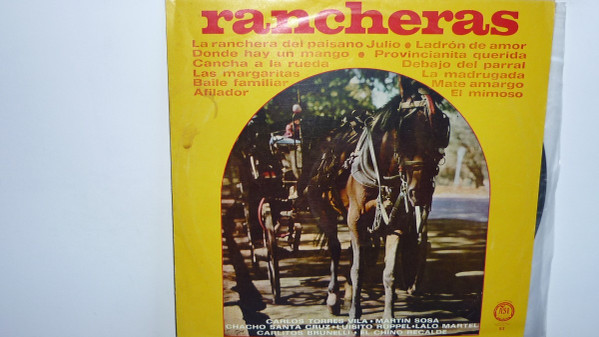 rancheras
La ranchera del paisano Julio • Ladrón de amor
Donde hay un mango • Provincianita querida
Cancha a la rueda Debajo del parral
Las margaritas La madrugada
Baile familiar Mate amargo
Afilador El mimoso
CARLOS TORRES VILA • MARTIN SOSA
CHACHO SANTA CRUZ • LUISITO RUPPEL • LALO MARTEL
CARLITOS BRUNELLI • EL CHINO RECALDE